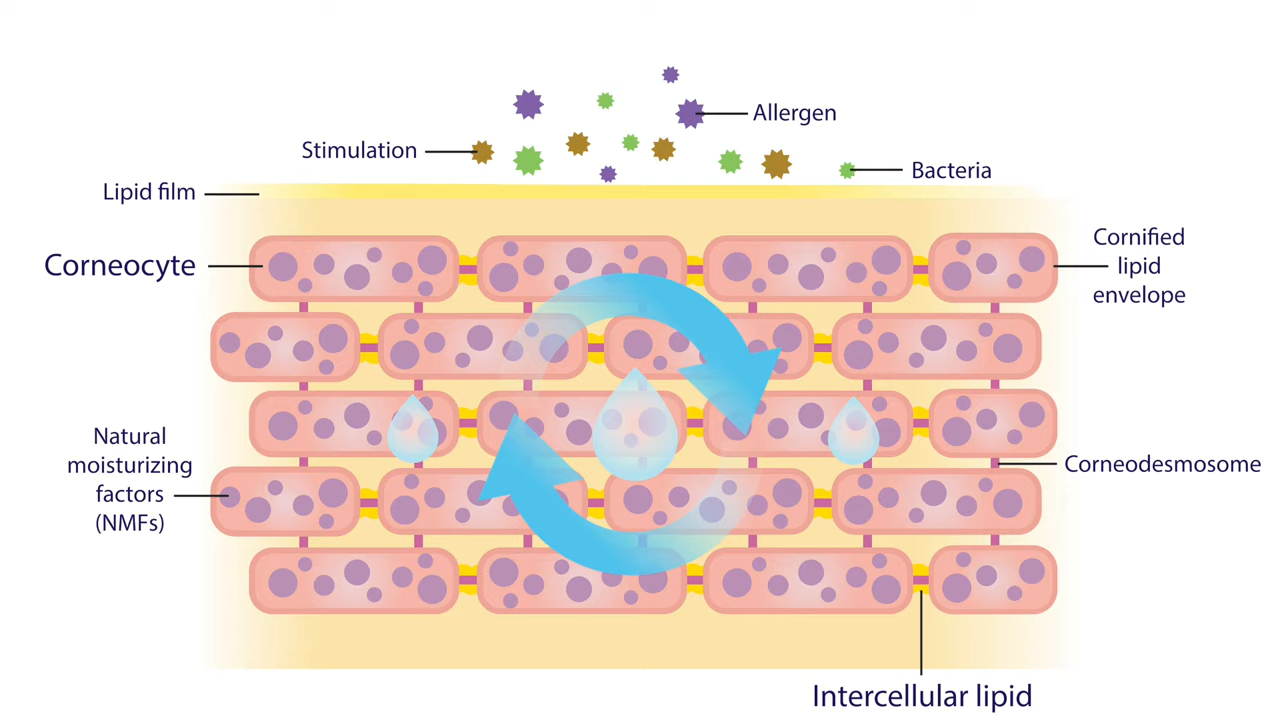 Allergen
Stimulation
Bacteria
Lipid film
Corneocyte
Cornified
lipid
envelope
Natural
moisturizing
factors
(NMFs)
Corneodesmosome
Intercellular lipid